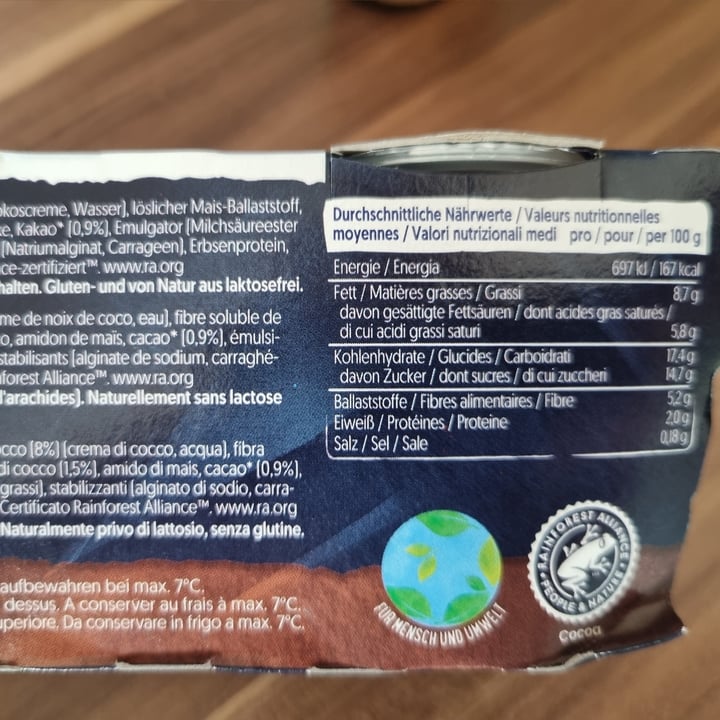 okoscreme, Wasser], löslicher Mais-Ballaststoff,
Kakao* [0,9%], Emulgator [Milchsäureester
[Natriumalginat, Carrageen], Erbsenprotein,
ce-zertifiziert™. www.ra.org
halten. Gluten- und von Natur aus laktosefrei.
me de noix de coco, eau], fibre soluble de
o, amidon de maïs, cacao* [0,9%], émulsi-
stabilisants [alginate de sodium, carraghé-
nforest Alliance™. www.ra.org
l'arachides]. Naturellement sans lactose
occo [8%] [crema di cocco, acqua], fibra
di cocco [1,5%], amido di mais, cacao* [0,9%],
grassi], stabilizzanti [alginato di sodio, carra-
Certificato Rainforest Alliance™. www.ra.org
Naturalmente privo di lattosio, senza glutine.
aufbewahren bei max. 7°C.
dessus. A conserver au frais à max. 7°C.
uperiore. Da conservare in frigo a max. 7°C.
Durchschnittliche Nährwerte / Valeurs nutritionnelles
moyennes / Valori nutrizionali medi pro / pour / per 100 g
Energie / Energia 697 kJ / 167 kcal
Fett / Matières grasses / Grassi 8,7 g
davon gesättigte Fettsäuren / dont acides gras saturés /
di cui acidi grassi saturi 5,8 g
Kohlenhydrate / Glucides / Carboidrati 17,4 g
davon Zucker / dont sucres / di cui zuccheri 14,7 g
Ballaststoffe / Fibres alimentaires / Fibre 5,2 g
Eiweiß / Protéines / Proteine 2,0 g
Salz / Sel / Sale 0,18 g
FÜR MENSCH UND UMWELT
RAINFOREST ALLIANCE
PEOPLE & NATURE
Cocoa